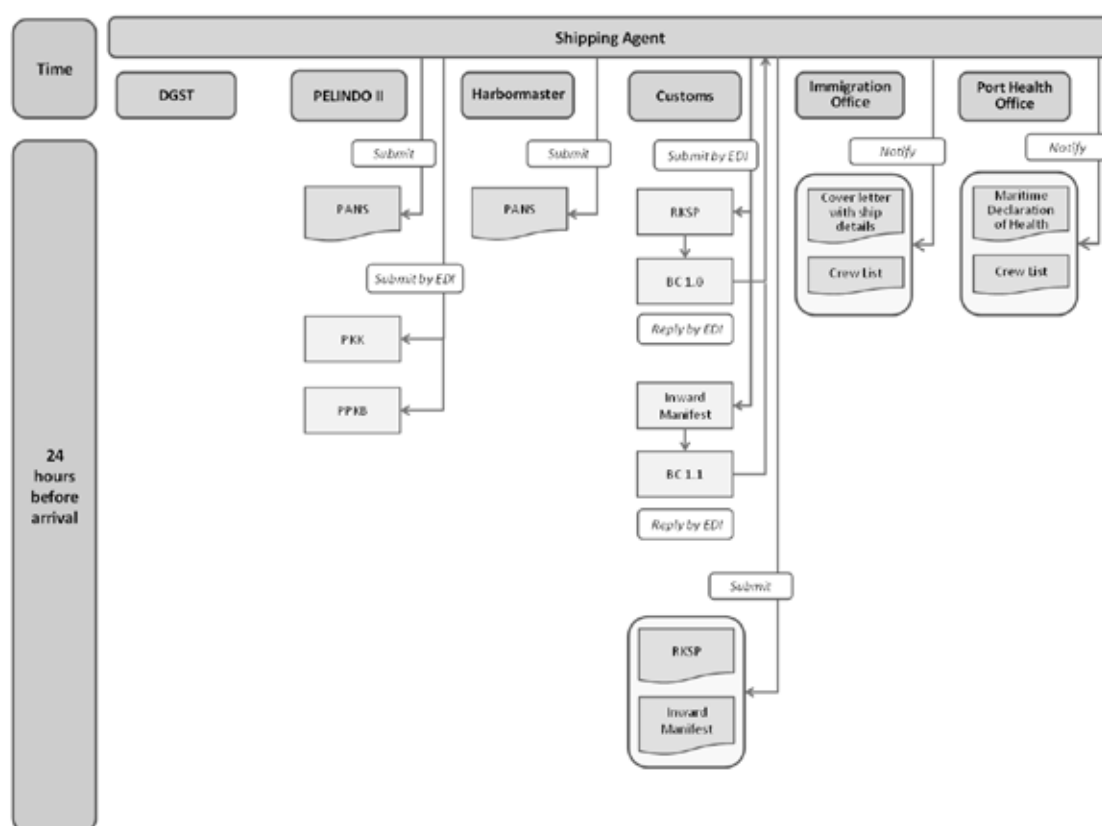 Shipping Agent
Time
DGST
PELINDO II
Harbormaster
Customs
Immigration
Office
Port Health
Office
Submit
Submit
Submit by EDI
Notify
Notify
PANS
PANS
RKSP
Cover letter
with ship
details
Maritime
Declaration
of Health
Submit by EDI
BC 1.0
Crew List
Crew List
PKK
Reply by EDI
PPKB
Inward
Manifest
24
hours
before
arrival
BC 1.1
Reply by EDI
Submit
RKSP
Inward
Manifest